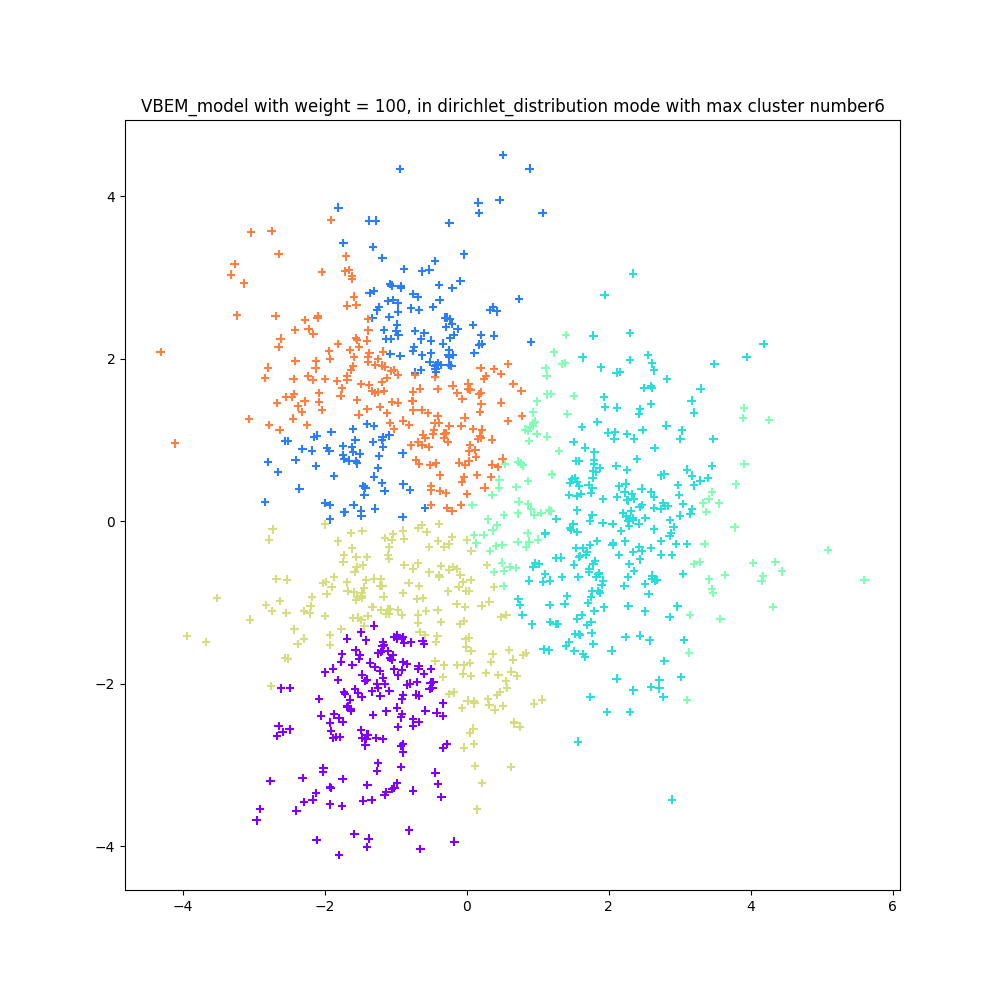 VBEM_model with weight = 100, in dirichlet_distribution mode with max cluster number6
4
2
0
−2
−4
−4 −2 0 2 4 6